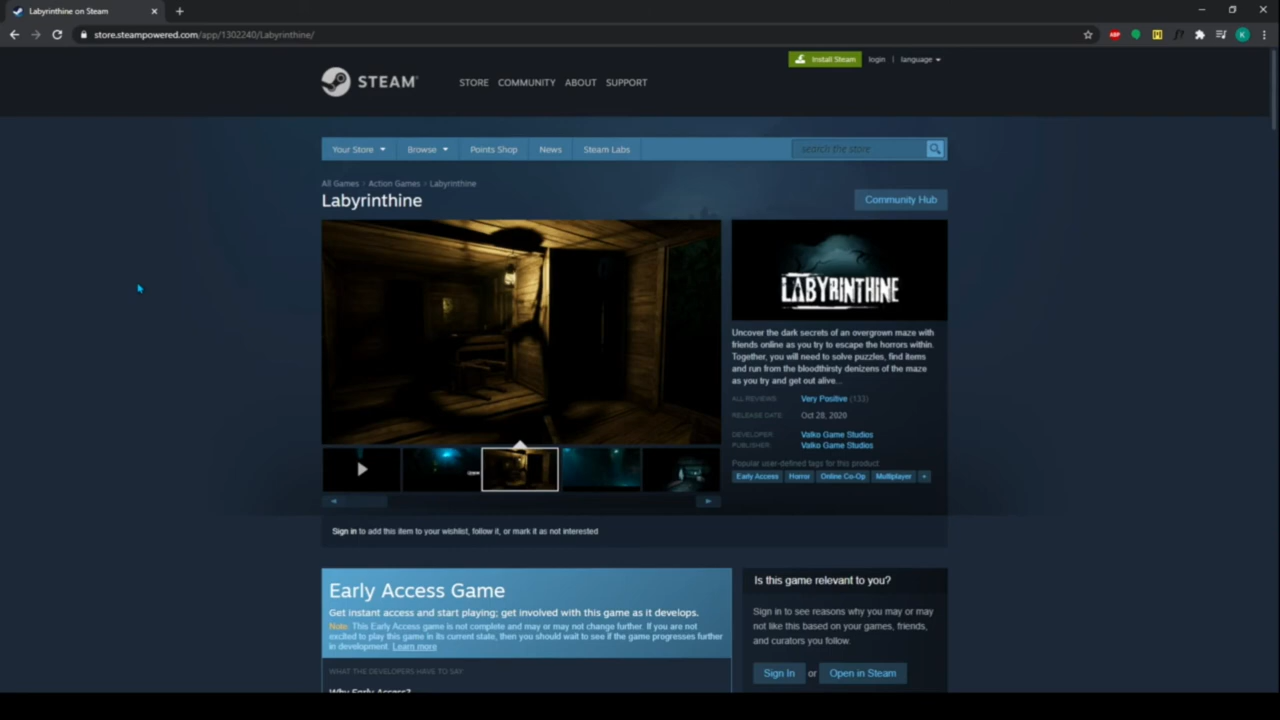 Labyrinthine on Steam
store.steampowered.com/app/1302240/Labyrinthine/
ABP
K
Install Steam
login | language
STEAM
STORE COMMUNITY ABOUT SUPPORT
Your Store Browse Points Shop News Steam Labs
search the store
All Games / Action Games / Labyrinthine
Labyrinthine
Community Hub
LABYRINTHINE
Uncover the dark secrets of an overgrown maze with
friends online as you try to escape the horrors within.
Together, you will need to solve puzzles, find items
and run from the bloodthirsty denizens of the maze
as you try and get out alive...
ALL REVIEWS: Very Positive (133)
RELEASE DATE: Oct 28, 2020
DEVELOPER: Valko Game Studios
PUBLISHER: Valko Game Studios
Popular user-defined tags for this product
Early Access Horror Online Co-Op Multiplayer +
Sign in to add this item to your wishlist, follow it, or mark it as not interested
Early Access Game
Get instant access and start playing; get involved with this game as it develops.
Note: This Early Access game is not complete and may or may not change further. If you are not
excited to play this game in its current state, then you should wait to see if the game progresses further
in development. Learn more
WHAT THE DEVELOPERS HAVE TO SAY:
Why Early Access?
Is this game relevant to you?
Sign in to see reasons why you may or may
not like this based on your games, friends,
and curators you follow.
Sign In or Open in Steam